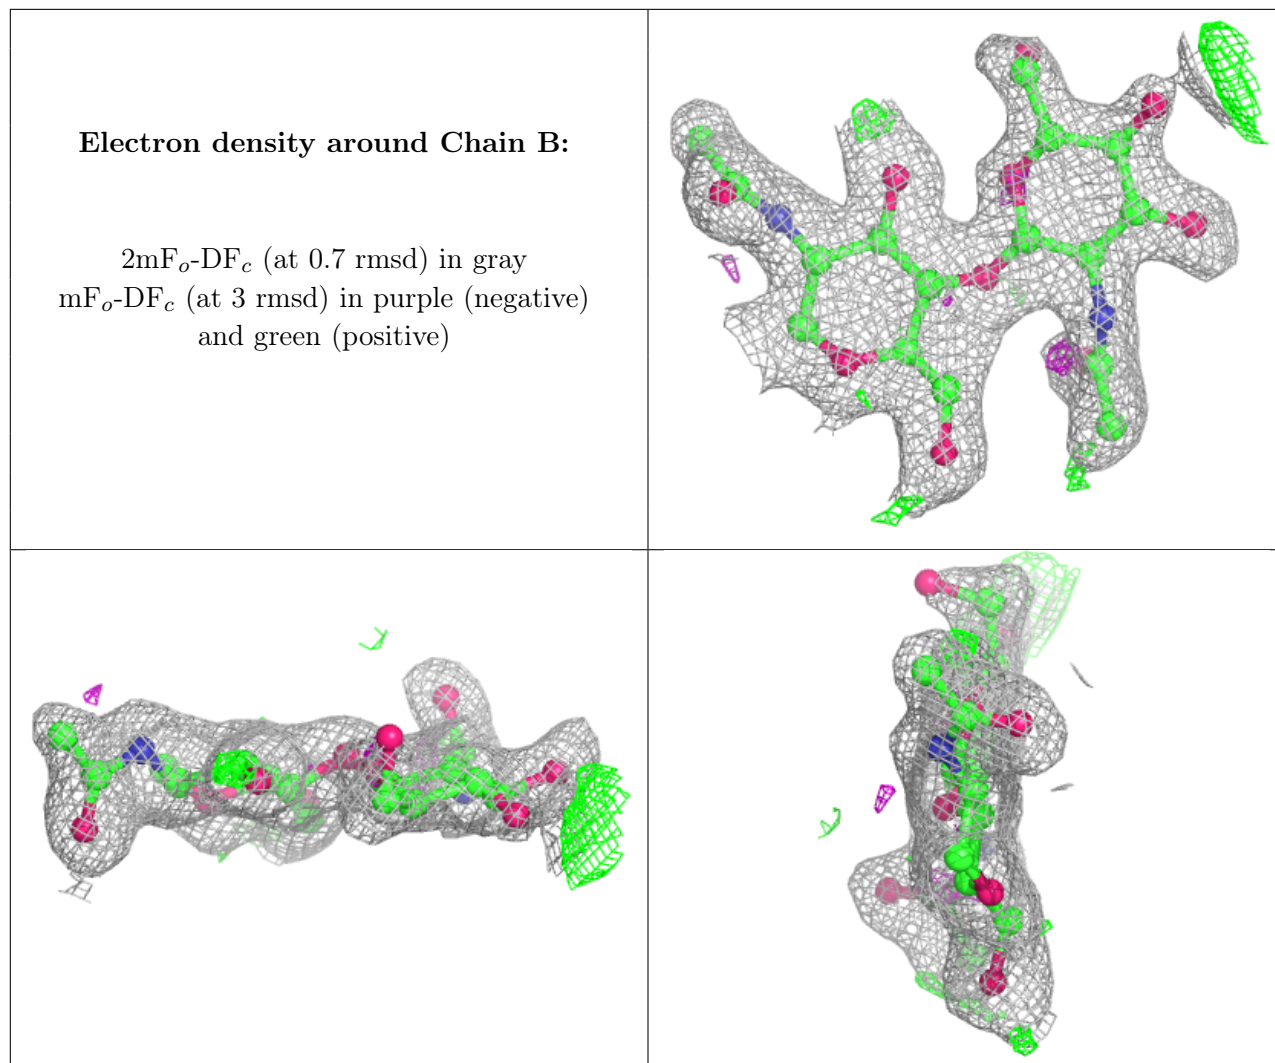 Electron density around Chain B:
2mFₒ-DF𝒸 (at 0.7 rmsd) in gray
mFₒ-DF𝒸 (at 3 rmsd) in purple (negative)
and green (positive)